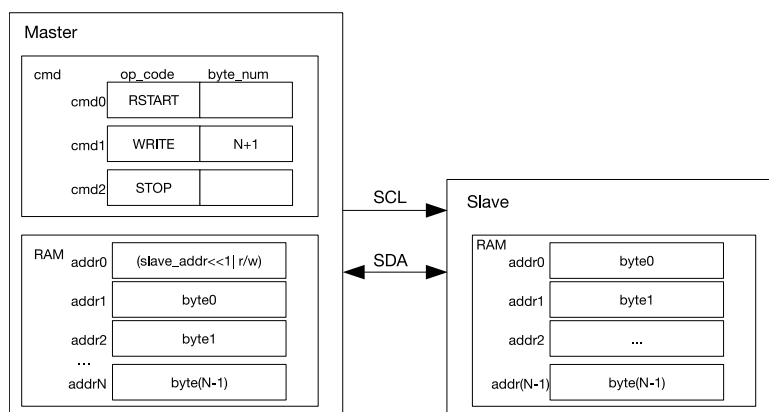 Master
cmd op_code byte_num
cmd0 RSTART
cmd1 WRITE N+1
cmd2 STOP
RAM
addr0 (slave_addr<<1| r/w)
addr1 byte0
addr2 byte1
...
addrN byte(N-1)
SCL
SDA
Slave
RAM
addr0 byte0
addr1 byte1
addr2 ...
addr(N-1) byte(N-1)